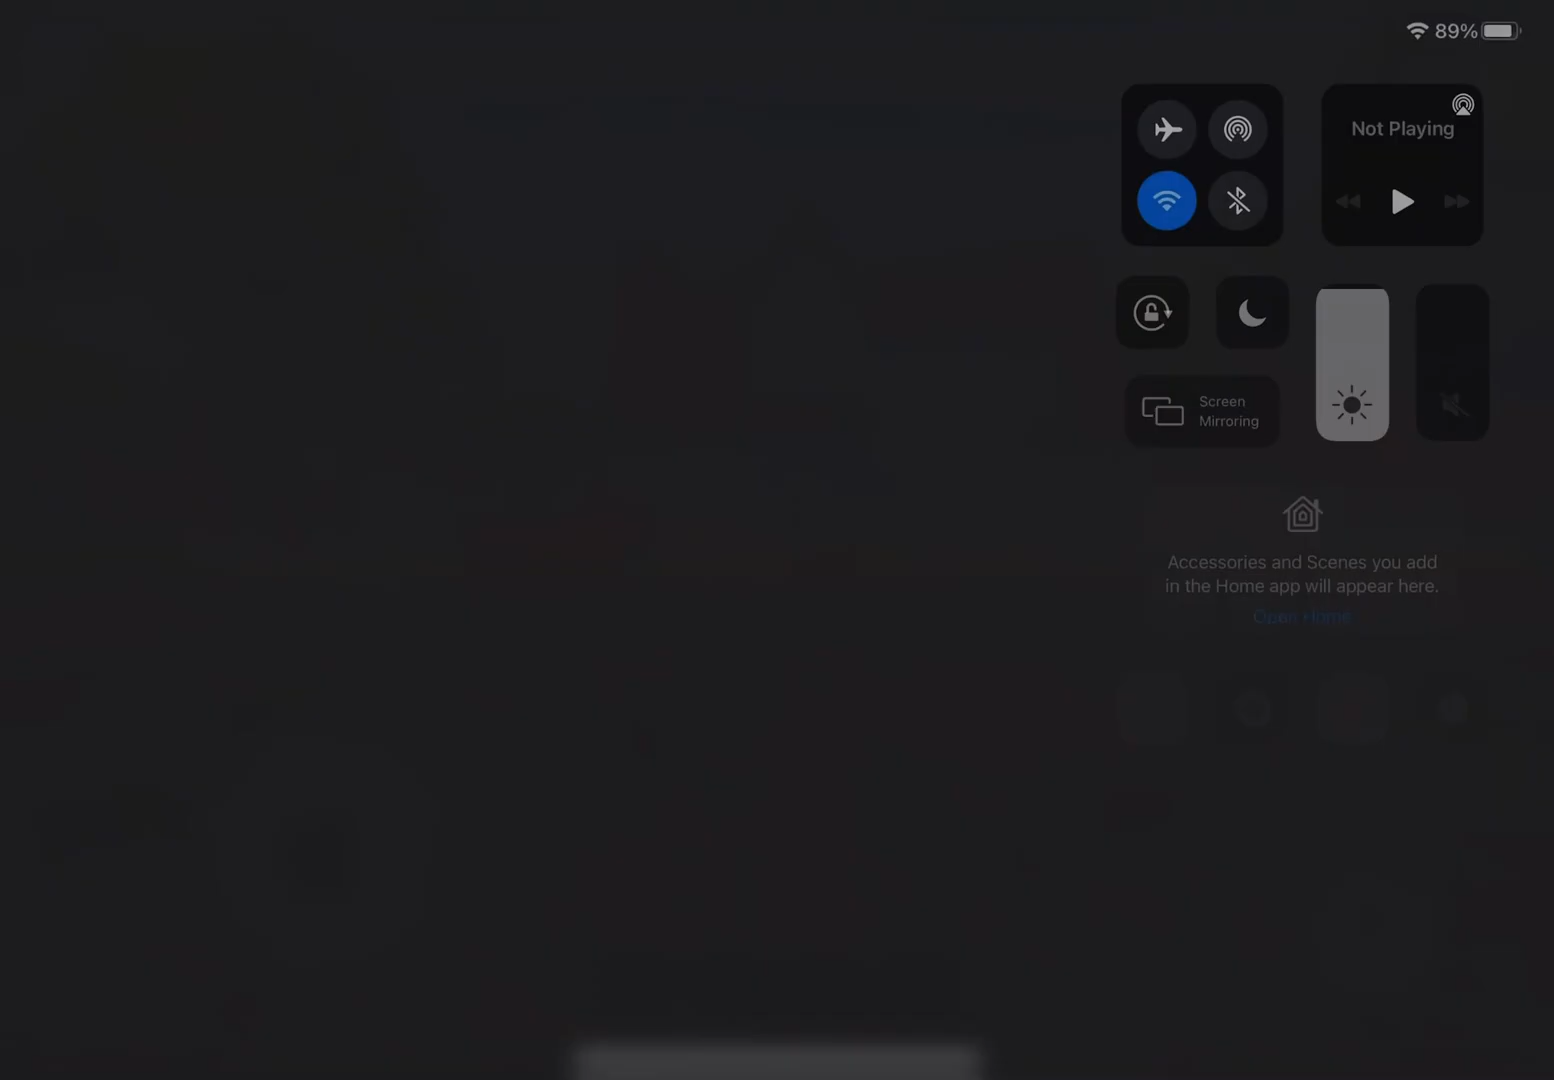 89%
Not Playing
Screen
Mirroring
Accessories and Scenes you add
in the Home app will appear here.
Open Home